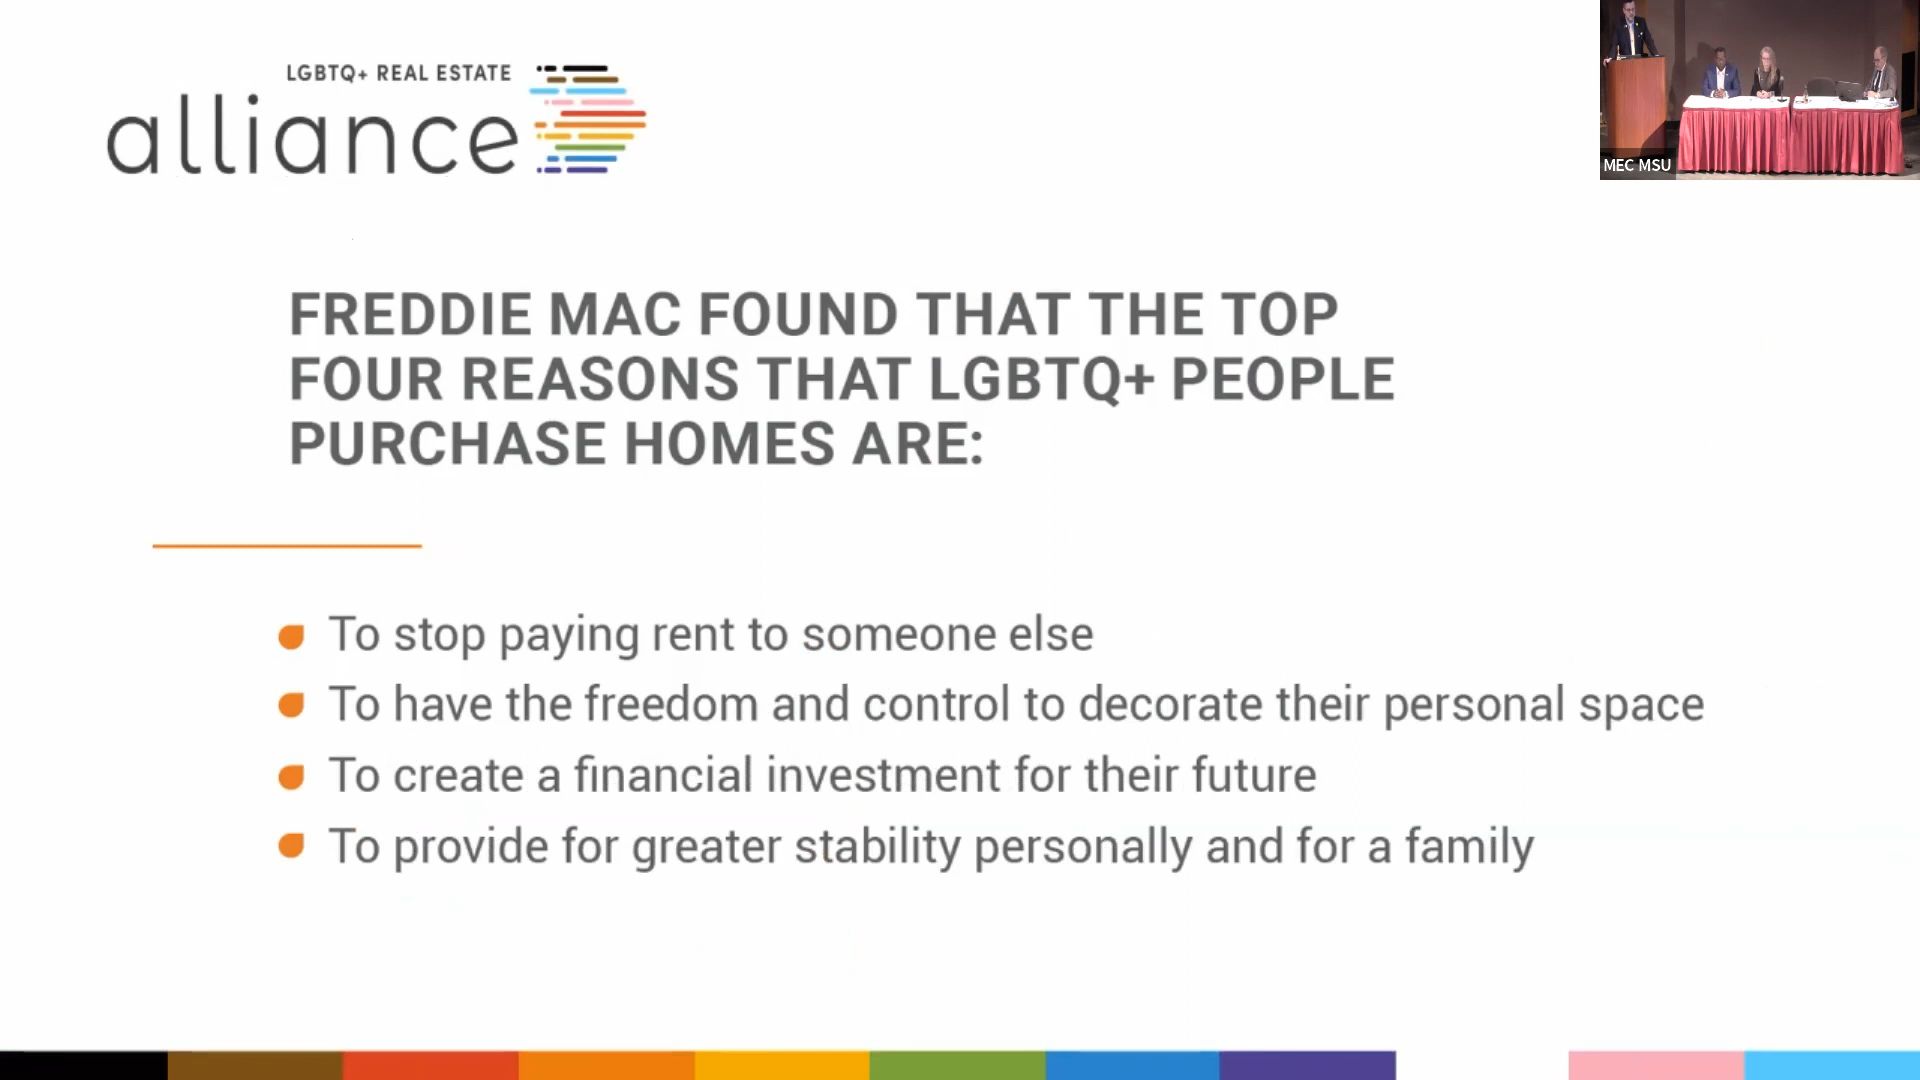 LGBTQ+ REAL ESTATE
alliance
MEC MSU
FREDDIE MAC FOUND THAT THE TOP
FOUR REASONS THAT LGBTQ+ PEOPLE
PURCHASE HOMES ARE:
To stop paying rent to someone else
To have the freedom and control to decorate their personal space
To create a financial investment for their future
To provide for greater stability personally and for a family